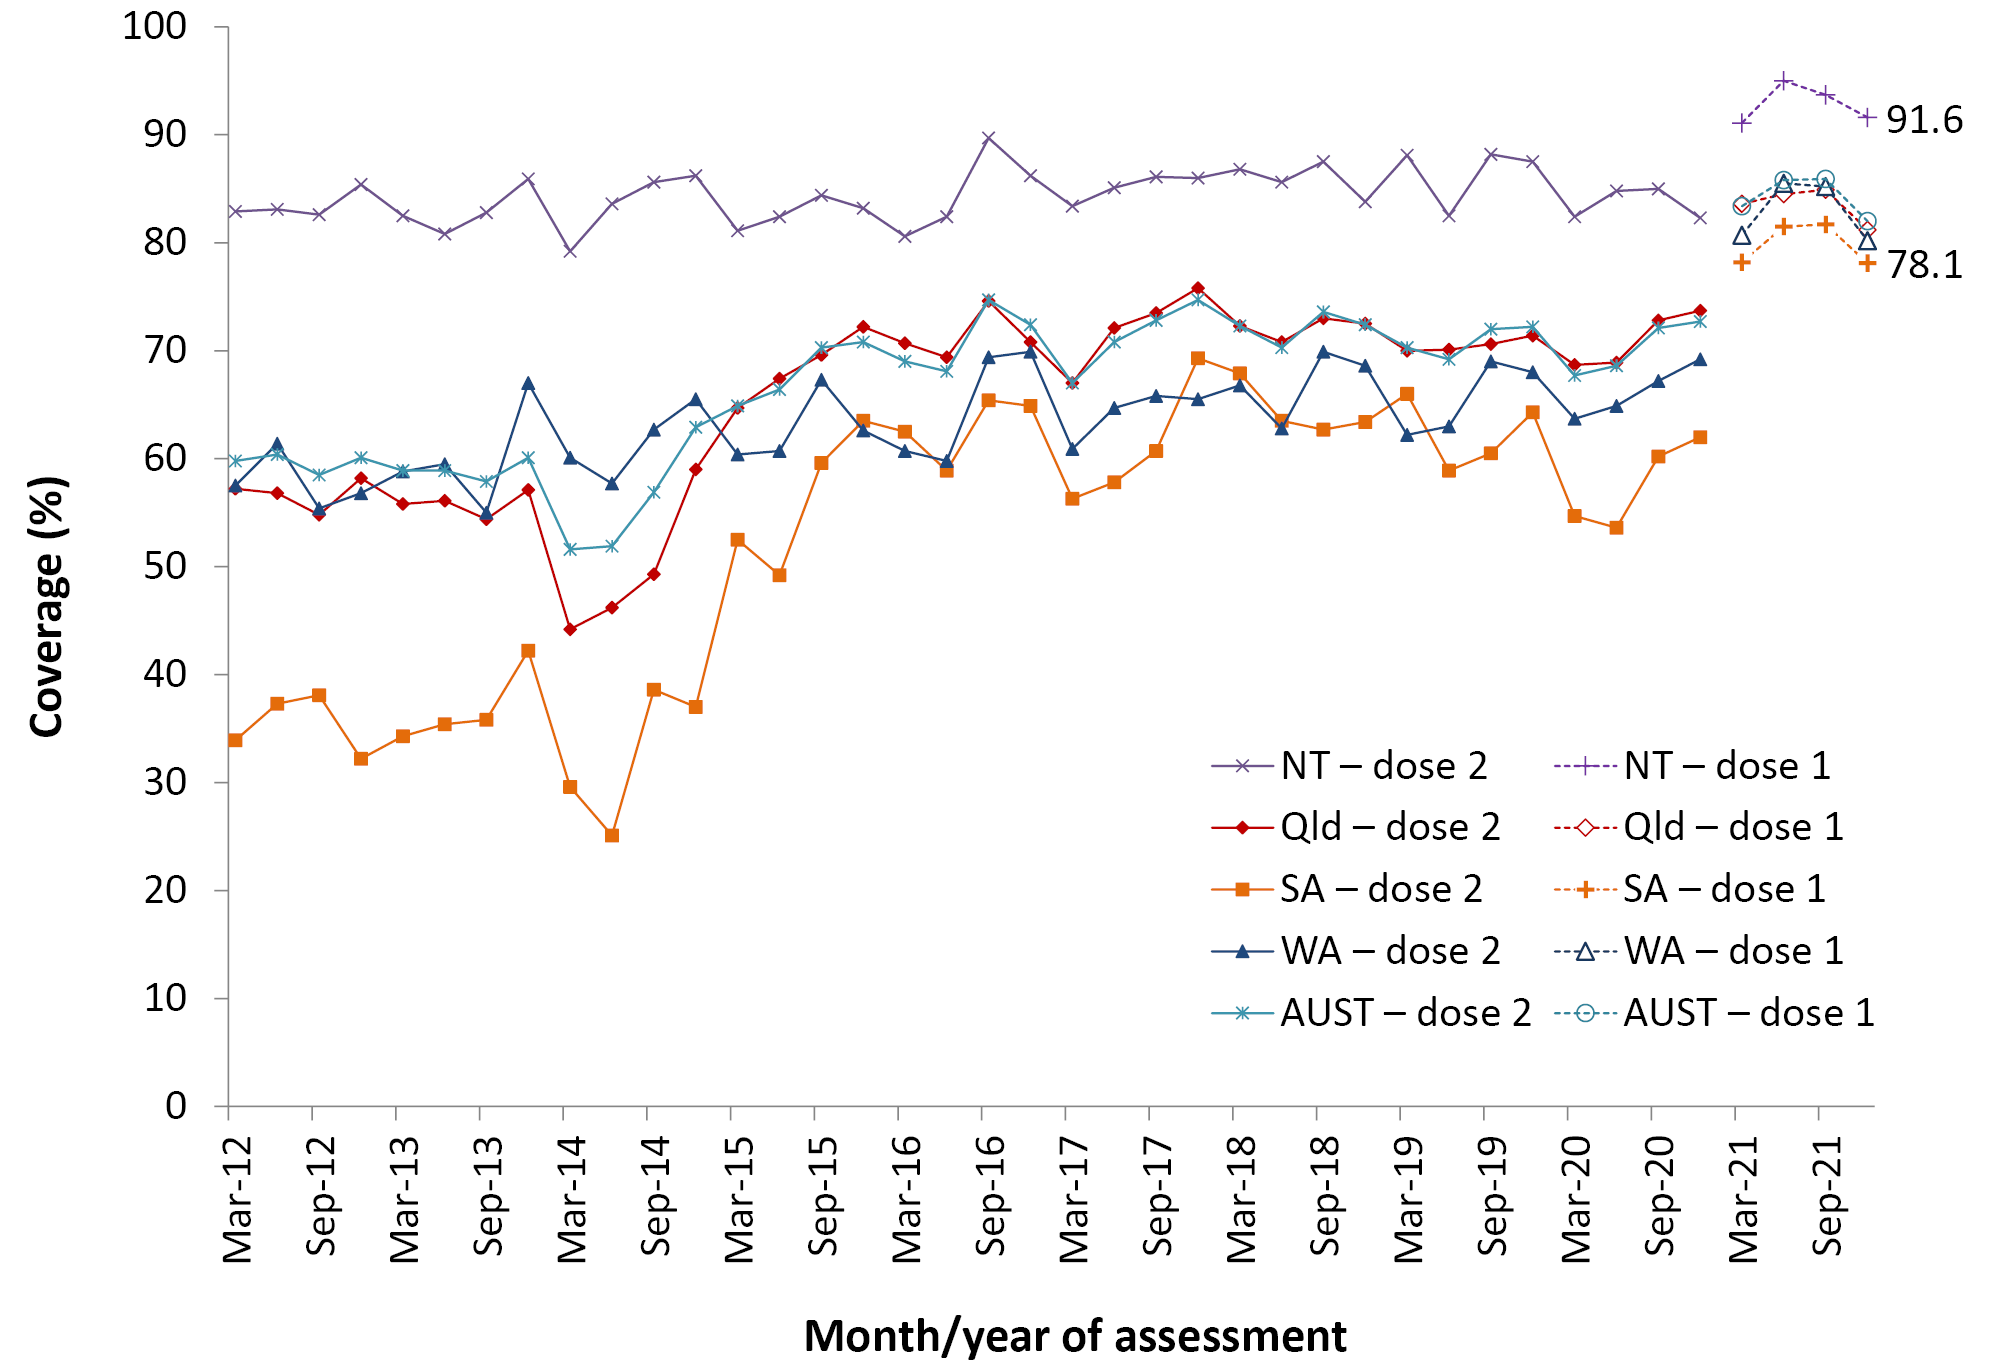 100
90
80
70
60
50
40
30
20
10
0
Coverage (%)
91.6
78.1
NT – dose 2
NT – dose 1
Qld – dose 2
Qld – dose 1
SA – dose 2
SA – dose 1
WA – dose 2
WA – dose 1
AUST – dose 2
AUST – dose 1
Mar-12
Sep-12
Mar-13
Sep-13
Mar-14
Sep-14
Mar-15
Sep-15
Mar-16
Sep-16
Mar-17
Sep-17
Mar-18
Sep-18
Mar-19
Sep-19
Mar-20
Sep-20
Mar-21
Sep-21
Month/year of assessment